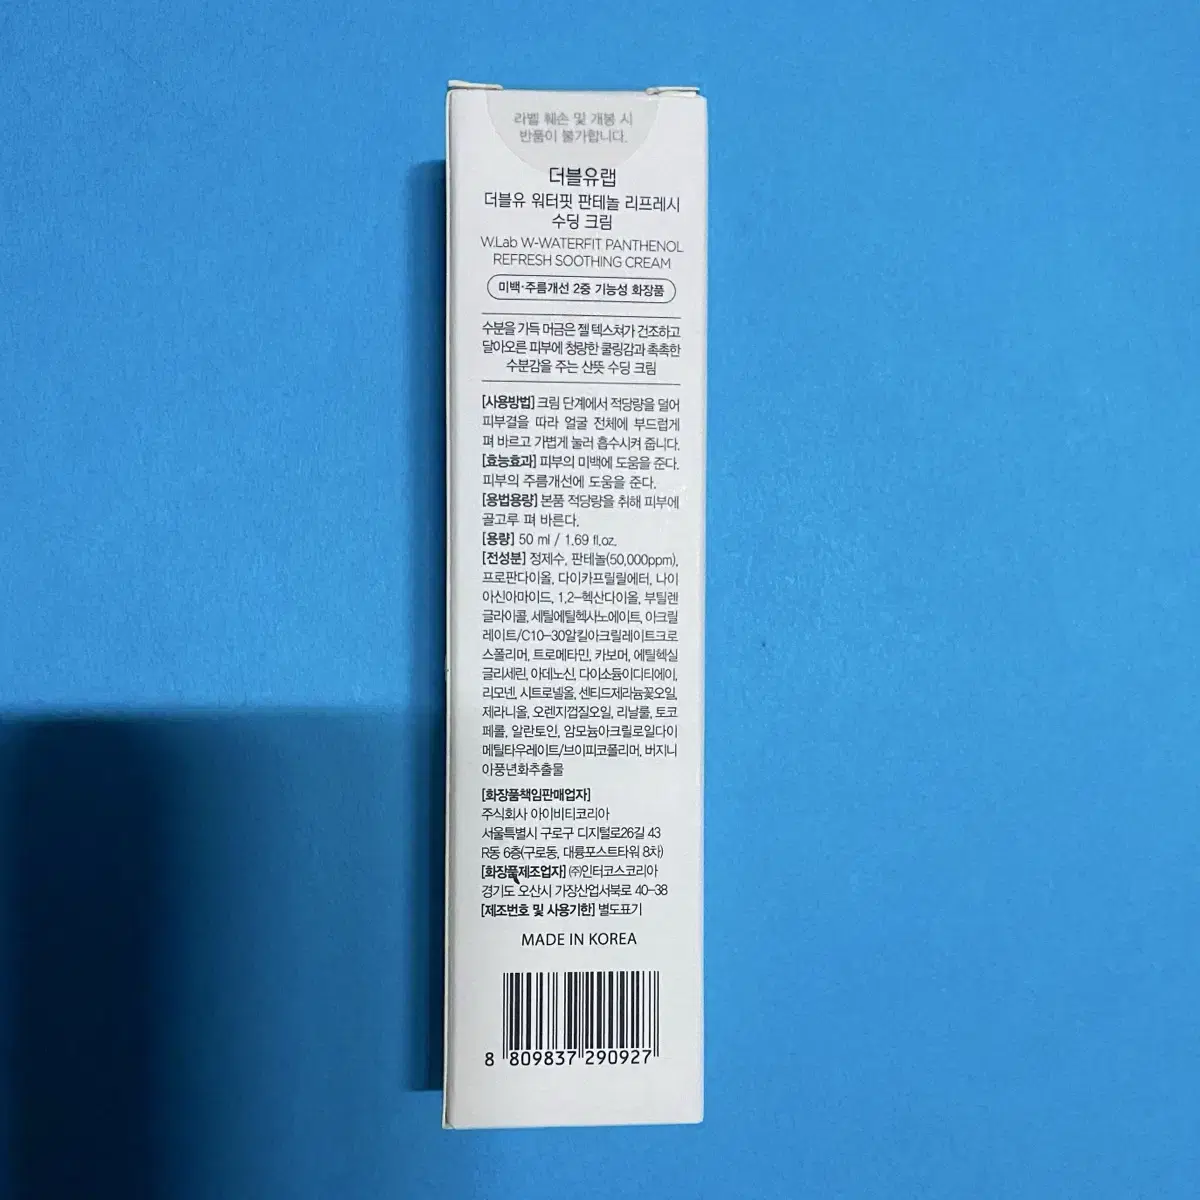 라벨 훼손 및 개봉 시
반품이 불가합니다.
더블유랩
더블유 워터핏 판테놀 리프레시
수딩 크림
W.Lab W-WATERFIT PANTHENOL
REFRESH SOOTHING CREAM
미백·주름개선 2중 기능성 화장품
수분을 가득 머금은 젤 텍스쳐가 건조하고
달아오른 피부에 청량한 쿨링감과 촉촉한
수분감을 주는 산뜻 수딩 크림
[사용방법] 크림 단계에서 적당량을 덜어
피부결을 따라 얼굴 전체에 부드럽게
펴 바르고 가볍게 눌러 흡수시켜 줍니다.
[효능효과] 피부의 미백에 도움을 준다.
피부의 주름개선에 도움을 준다.
[용법용량] 본품 적당량을 취해 피부에
골고루 펴 바른다.
[용량] 50 ml / 1.69 fl.oz.
[전성분] 정제수, 판테놀(50,000ppm),
프로판다이올, 다이카프릴릴에터, 나이
아신아마이드, 1,2-헥산다이올, 부틸렌
글라이콜, 세틸에틸헥사노에이트, 아크릴
레이트/C10-30알킬아크릴레이트크로
스폴리머, 트로메타민, 카보머, 에틸헥실
글리세린, 아데노신, 다이소듐이디티에이,
리모넨, 시트로넬올, 센티드제라늄꽃오일,
제라니올, 오렌지껍질오일, 리날룰, 토코
페롤, 알란토인, 암모늄아크릴로일다이
메틸타우레이트/브이피코폴리머, 버지니
아풍년화추출물
[화장품책임판매업자]
주식회사 아이비티코리아
서울특별시 구로구 디지털로26길 43
R동 6층(구로동, 대륭포스트타워 8차)
[화장품제조업자] ㈜인터코스코리아
경기도 오산시 가장산업서북로 40-38
[제조번호 및 사용기한] 별도표기
MADE IN KOREA
8 809837 290927